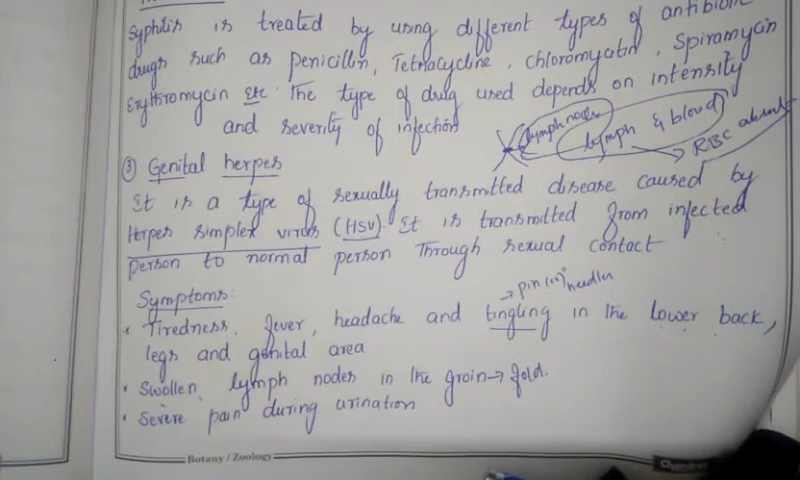 Syphilis is treated by using different types of antibiotic
drugs such as penicillin, Tetracycline, chloromycetin, Spiramycin
Erythromycin etc. The type of drug used depends on intensity
and severity of infection
lymph nodes
lymph & blood
RBC absent
③ Genital herpes
It is a type of sexually transmitted disease caused by
Herpes simplex virus (HSV). It is transmitted from infected
person to normal person through sexual contact
Symptoms:
→ pin (or) needles
• Tiredness, fever, headache and tingling in the lower back,
legs and genital area
• Swollen lymph nodes in the groin → fold.
• Severe pain during urination
Botany / Zoology